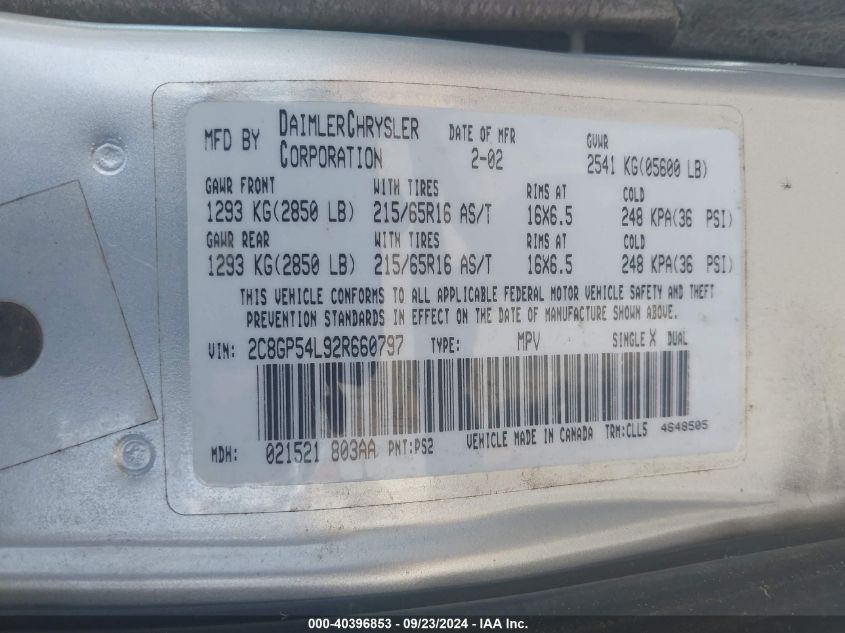 MFD BY DAIMLERCHRYSLER CORPORATION DATE OF MFR 2-02 GVWR 2541 KG(05600 LB)
GAWR FRONT WITH TIRES RIMS AT COLD
1293 KG(2850 LB) 215/65R16 AS/T 16X6.5 248 KPA(36 PSI)
GAWR REAR WITH TIRES RIMS AT COLD
1293 KG(2850 LB) 215/65R16 AS/T 16X6.5 248 KPA(36 PSI)
THIS VEHICLE CONFORMS TO ALL APPLICABLE FEDERAL MOTOR VEHICLE SAFETY AND THEFT
PREVENTION STANDARDS IN EFFECT ON THE DATE OF MANUFACTURE SHOWN ABOVE.
VIN: 2C8GP54L92R660797 TYPE: MPV SINGLE X DUAL
MDH: 021521 803AA PNT:PS2 VEHICLE MADE IN CANADA TRM:CLL5 4648505
000-40396853 - 09/23/2024 - IAA Inc.